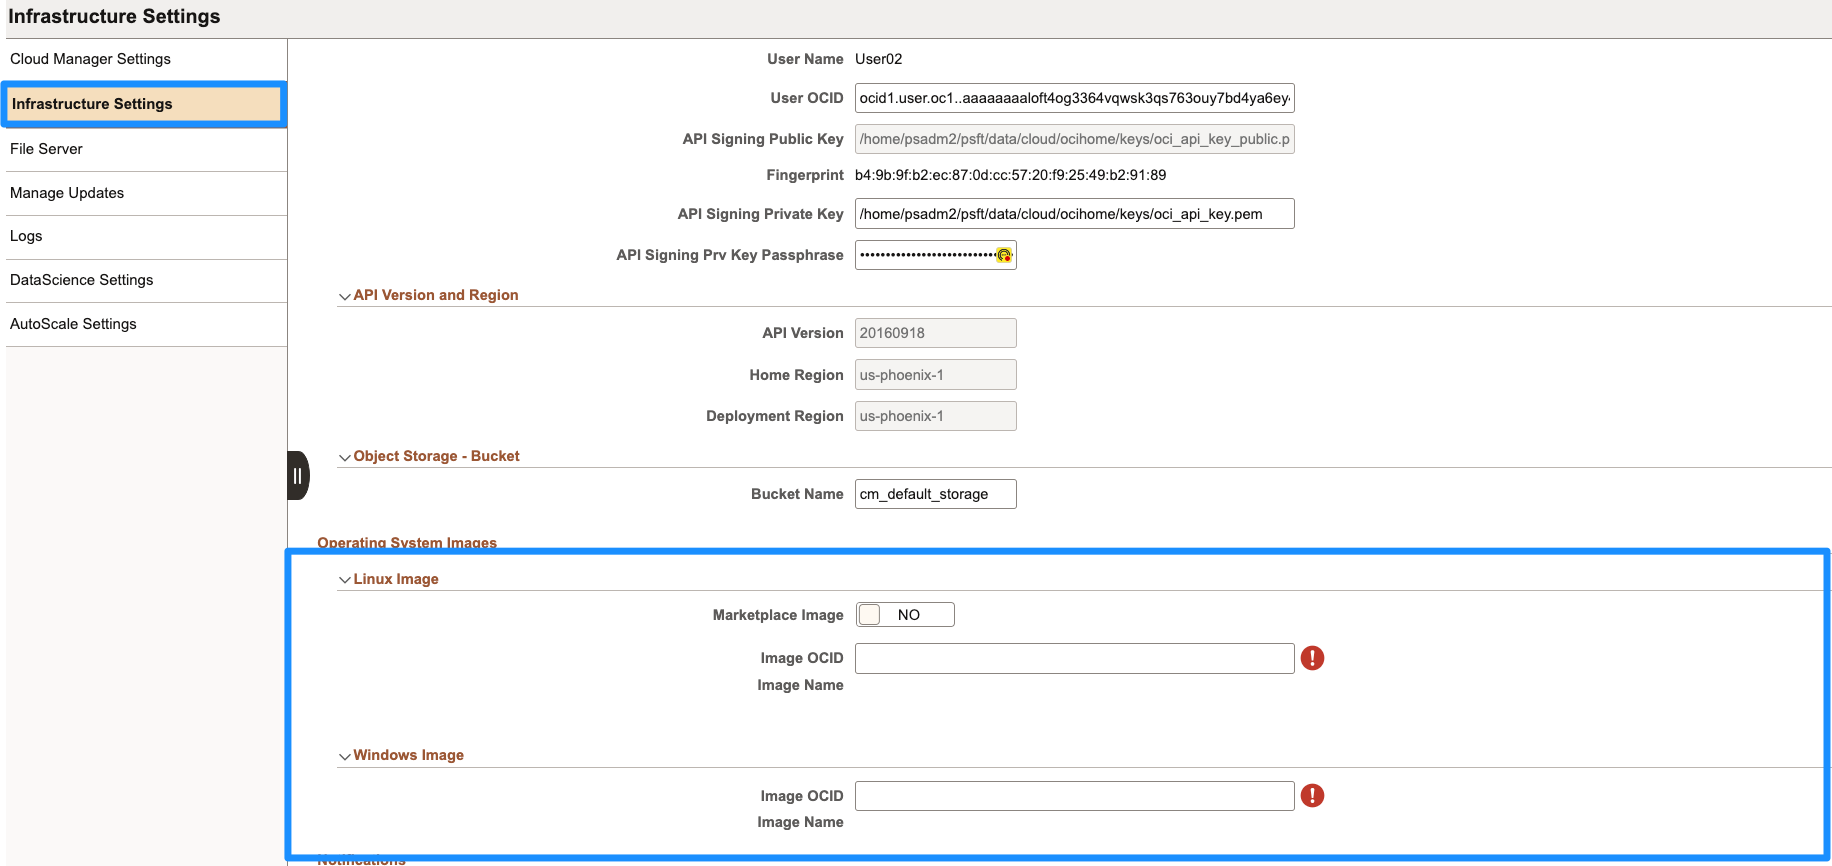 Infrastructure Settings
Cloud Manager Settings
Infrastructure Settings
File Server
Manage Updates
Logs
DataScience Settings
AutoScale Settings
User Name User02
User OCID ocid1.user.oc1..aaaaaaaaloft4og3364vqwsk3qs763ouy7bd4ya6ey
API Signing Public Key /home/psadm2/psft/data/cloud/ocihome/keys/oci_api_key_public.p
Fingerprint b4:9b:9f:b2:ec:87:0d:cc:57:20:f9:25:49:b2:91:89
API Signing Private Key /home/psadm2/psft/data/cloud/ocihome/keys/oci_api_key.pem
API Signing Prv Key Passphrase
API Version and Region
API Version 20160918
Home Region us-phoenix-1
Deployment Region us-phoenix-1
Object Storage - Bucket
Bucket Name cm_default_storage
Operating System Images
Linux Image
Marketplace Image NO
Image OCID
Image Name
Windows Image
Image OCID
Image Name
Notifications